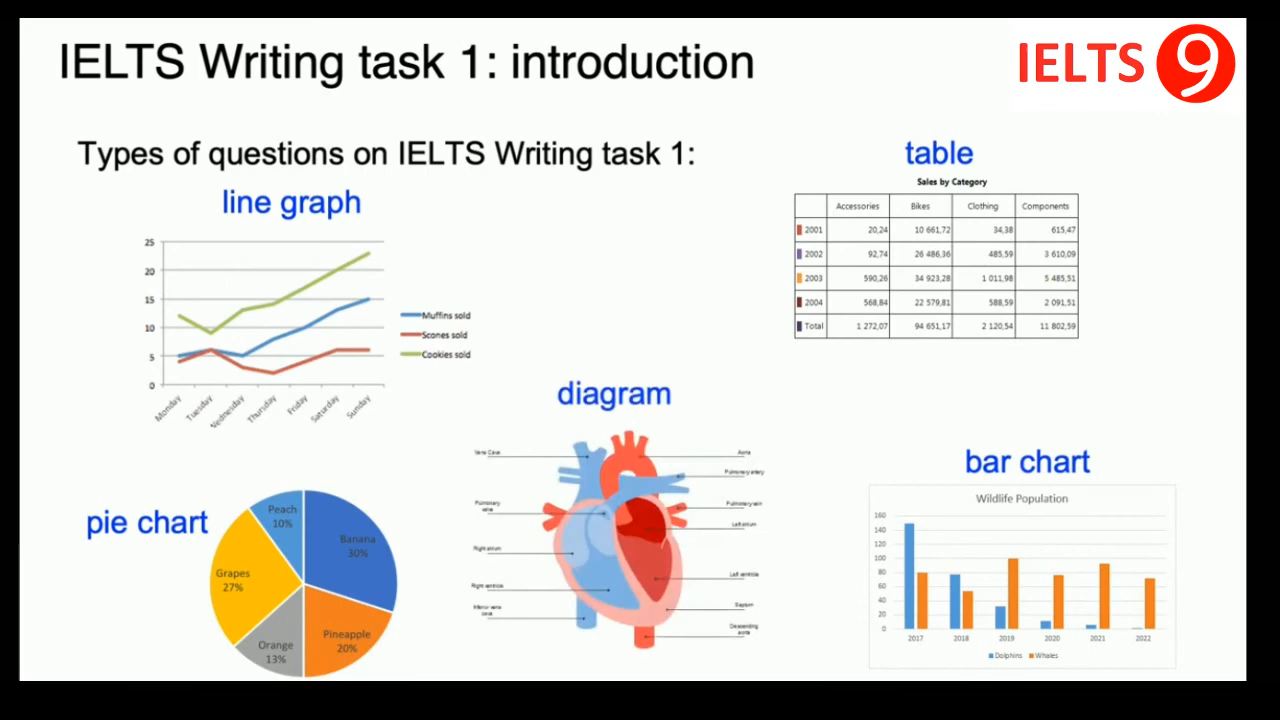 IELTS Writing task 1: introduction
IELTS 9
Types of questions on IELTS Writing task 1:
line graph
25
20
15
10
5
0
Monday
Tuesday
Wednesday
Thursday
Friday
Saturday
Sunday
Muffins sold
Scones sold
Cookies sold
table
Sales by Category
Accessories Bikes Clothing Components
2001 20,24 10 661,72 34,38 615,47
2002 92,74 26 486,36 485,59 3 610,09
2003 590,26 34 923,28 1 011,98 5 485,51
2004 568,84 22 579,81 588,59 2 091,51
Total 1 272,07 94 651,17 2 120,54 11 802,59
diagram
Vena Cava
Pulmonary
Right atrium
Right ventricle
Inferior vena
cava
Aorta
Pulmonary artery
Pulmonary vein
Left atrium
Left ventricle
Septum
Descending
aorta
pie chart
Peach
10%
Banana
30%
Grapes
27%
Orange
13%
Pineapple
20%
bar chart
Wildlife Population
160
140
120
100
80
60
40
20
0
2017 2018 2019 2020 2021 2022
Dolphins Whales